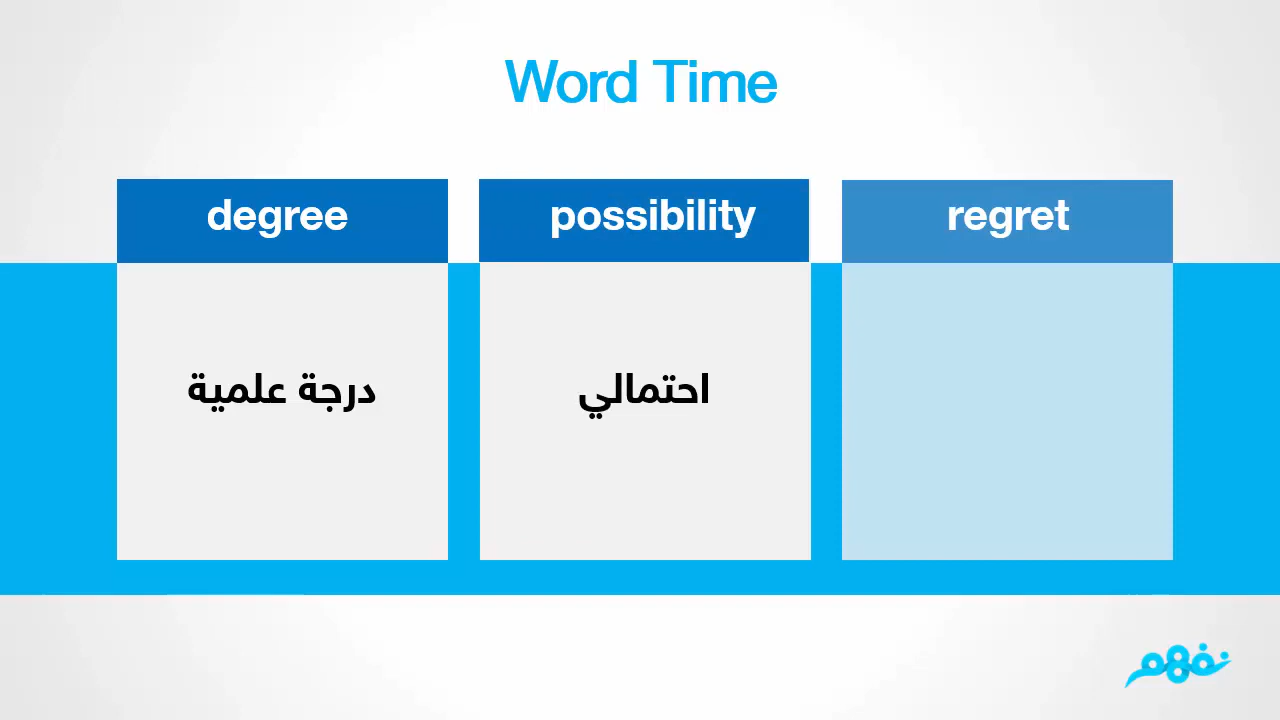 Word Time
degree
possibility
regret
درجة علمية
احتمالي
نفهم